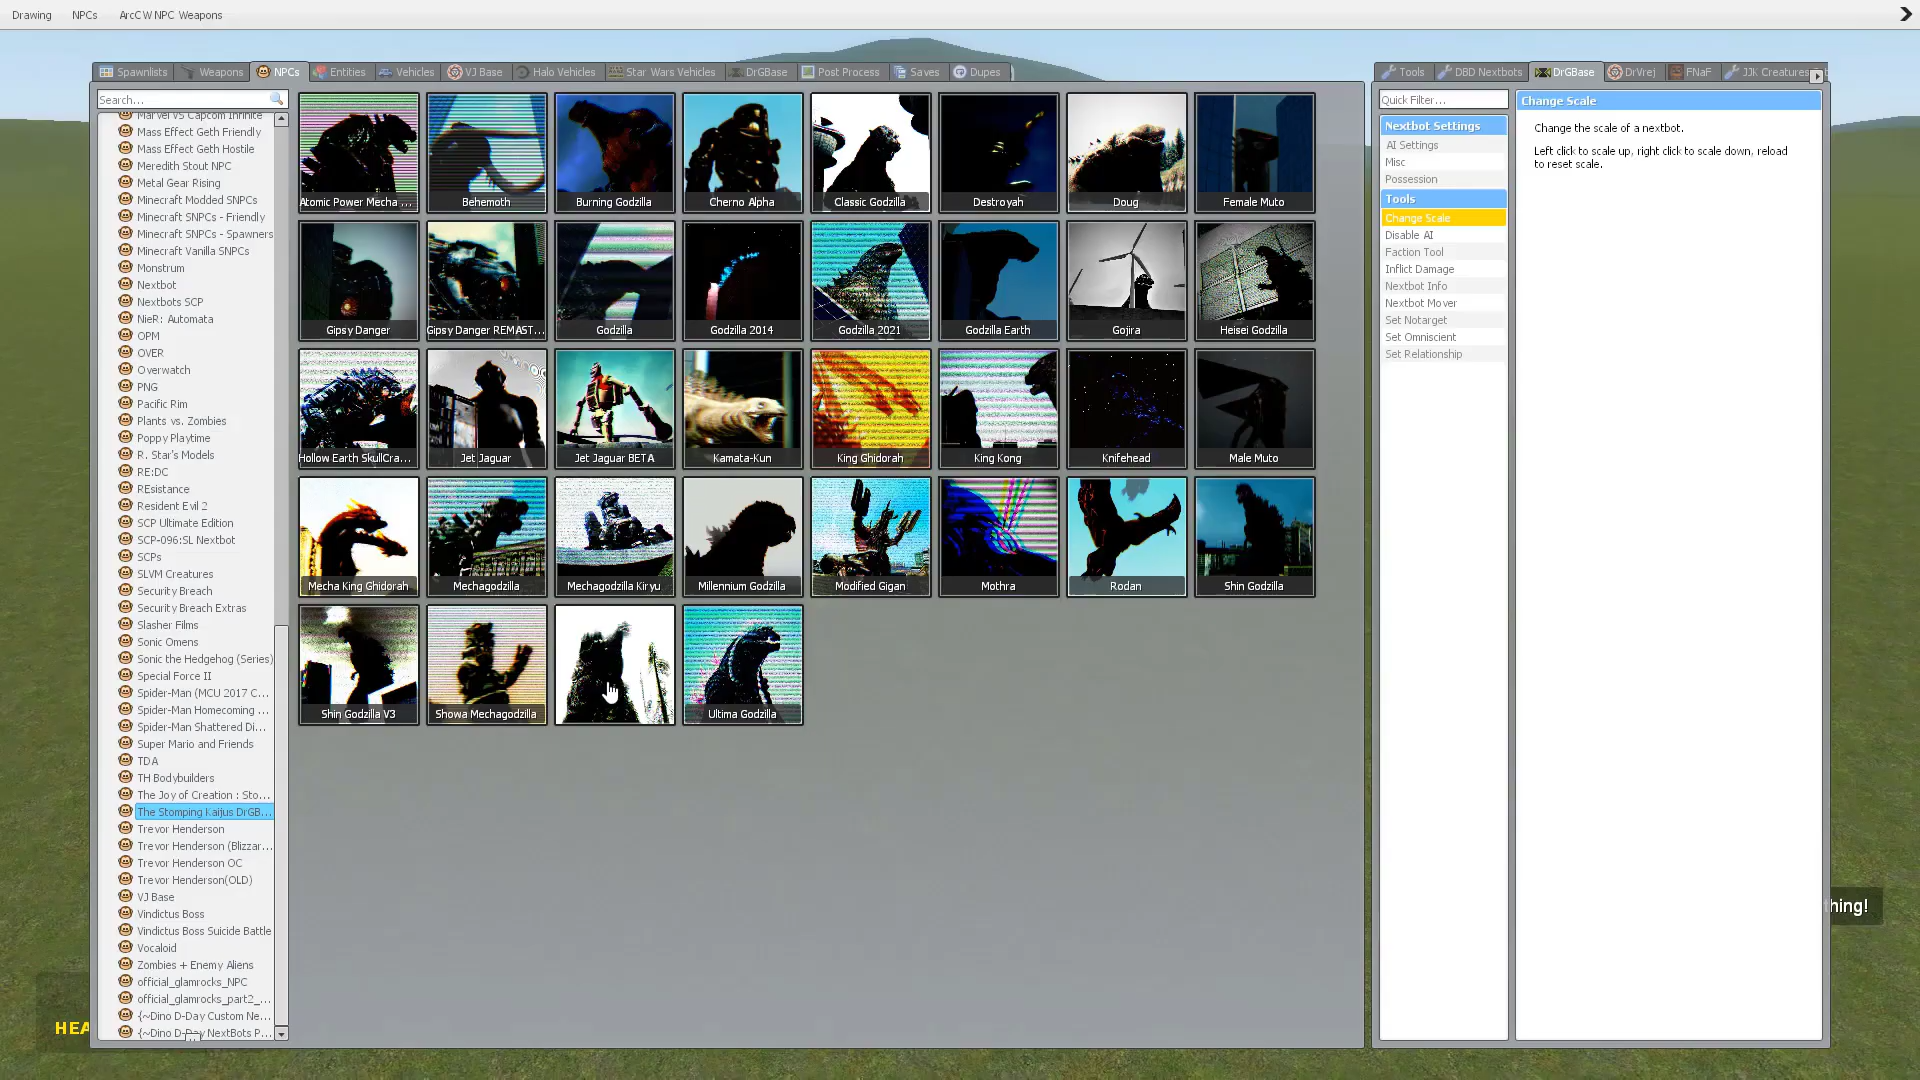 Drawing NPCs ArcCW NPC Weapons
Spawnlists Weapons NPCs Entities Vehicles VJ Base Halo Vehicles Star Wars Vehicles DrGBase Post Process Saves Dupes
Search...
Marvel VS Capcom Infinite
Mass Effect Geth Friendly
Mass Effect Geth Hostile
Meredith Stout NPC
Metal Gear Rising
Minecraft Modded SNPCs
Minecraft SNPCs - Friendly
Minecraft SNPCs - Spawners
Minecraft Vanilla SNPCs
Monstrum
Nextbot
Nextbots SCP
NieR: Automata
OPM
OVER
Overwatch
PNG
Pacific Rim
Plants vs. Zombies
Poppy Playtime
R. Star's Models
RE:DC
REsistance
Resident Evil 2
SCP Ultimate Edition
SCP-096:SL Nextbot
SCPs
SLVM Creatures
Security Breach
Security Breach Extras
Slasher Films
Sonic Omens
Sonic the Hedgehog (Series)
Special Force II
Spider-Man (MCU 2017 C...
Spider-Man Homecoming ...
Spider-Man Shattered Di...
Super Mario and Friends
TDA
TH Bodybuilders
The Joy of Creation : Sto...
The Stomping Kaijus DrGB...
Trevor Henderson
Trevor Henderson (Blizzar...
Trevor Henderson OC
Trevor Henderson(OLD)
VJ Base
Vindictus Boss
Vindictus Boss Suicide Battle
Vocaloid
Zombies + Enemy Aliens
official_glamrocks_NPC
official_glamrocks_part2_...
{~Dino D-Day Custom Ne...
{~Dino D-Day NextBots P...
Atomic Power Mecha ... Behemoth Burning Godzilla Cherno Alpha Classic Godzilla Destroyah Doug Female Muto
Gipsy Danger Gipsy Danger REMAST... Godzilla Godzilla 2014 Godzilla 2021 Godzilla Earth Gojira Heisei Godzilla
Hollow Earth SkullCra... Jet Jaguar Jet Jaguar BETA Kamata-Kun King Ghidorah King Kong Knifehead Male Muto
Mecha King Ghidorah Mechagodzilla Mechagodzilla Kiryu Millennium Godzilla Modified Gigan Mothra Rodan Shin Godzilla
Shin Godzilla V3 Showa Mechagodzilla Ultima Godzilla
Tools DBD Nextbots DrGBase DrVrej FNaF JJk Creatures
Quick Filter...
Nextbot Settings
AI Settings
Misc
Possession
Tools
Change Scale
Disable AI
Faction Tool
Inflict Damage
Nextbot Info
Nextbot Mover
Set Notarget
Set Omniscient
Set Relationship
Change Scale
Change the scale of a nextbot.
Left click to scale up, right click to scale down, reload
to reset scale.
thing!
HEA